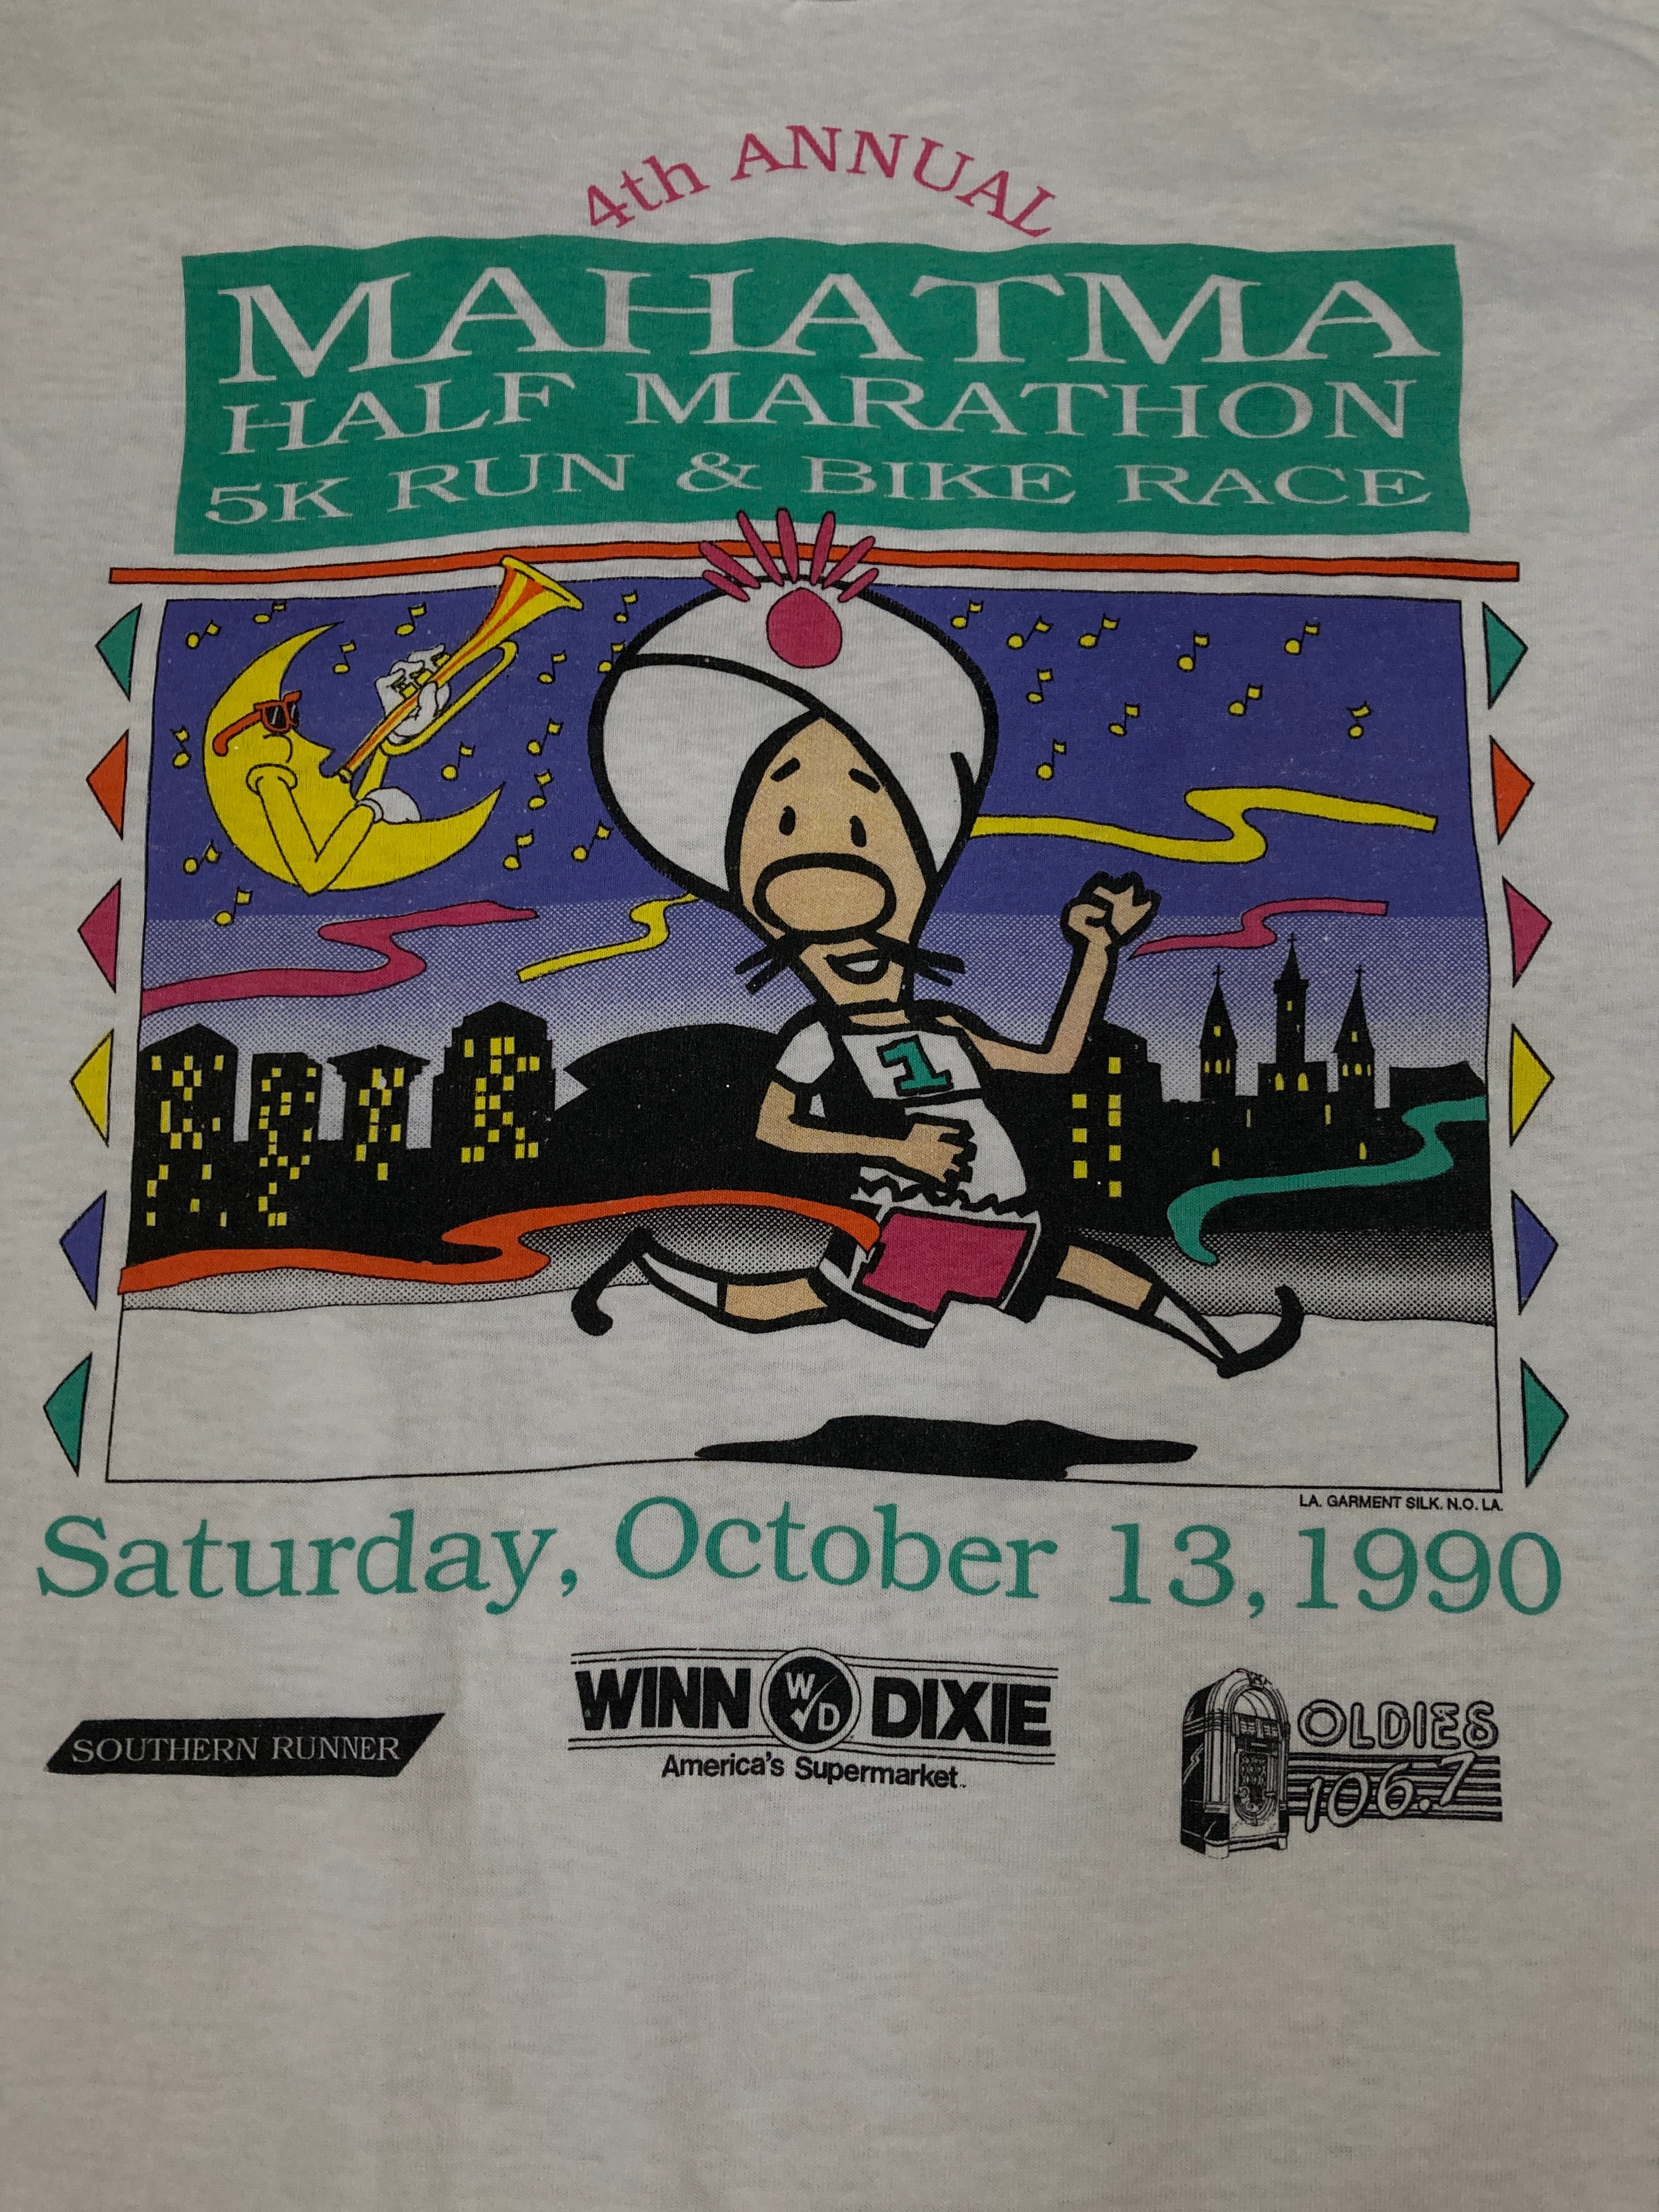 4th ANNUAL
MAHATMA
HALF MARATHON
5K RUN & BIKE RACE
1
LA. GARMENT SILK. N.O. LA.
Saturday, October 13, 1990
SOUTHERN RUNNER
WINN W D DIXIE
America's Supermarket™
OLDIES
106.7